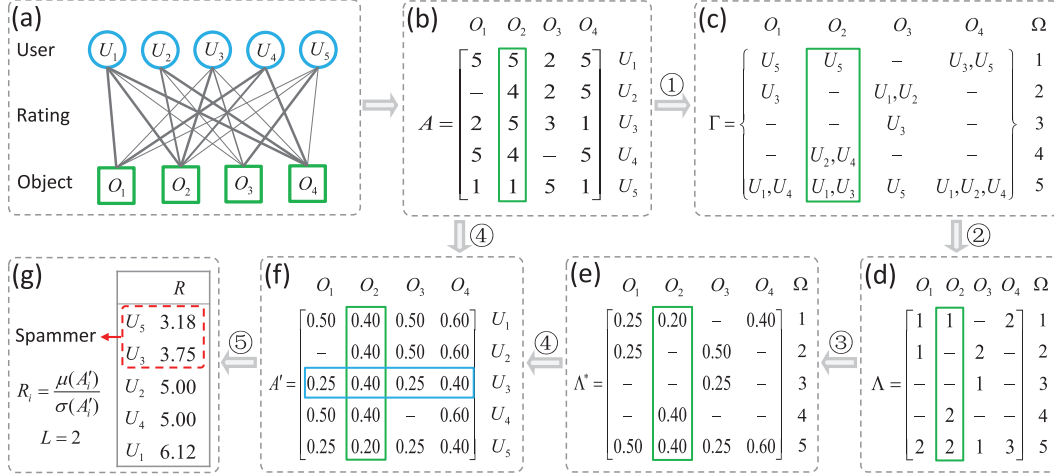 (a)
User
U₁ U₂ U₃ U₄ U₅
Rating
Object
O₁ O₂ O₃ O₄
(b)
O₁ O₂ O₃ O₄
A =
5 5 2 5 U₁
– 4 2 5 U₂
2 5 3 1 U₃
5 4 – 5 U₄
1 1 5 1 U₅
①
(c)
O₁ O₂ O₃ O₄ Ω
Γ =
U₅ U₅ – U₃,U₅ 1
U₃ – U₁,U₂ – 2
– – U₃ – 3
– U₂,U₄ – – 4
U₁,U₄ U₁,U₃ U₅ U₁,U₂,U₄ 5
②
④
(d)
O₁ O₂ O₃ O₄ Ω
Λ =
1 1 – 2 1
1 – 2 – 2
– – 1 – 3
– 2 – – 4
2 2 1 3 5
③
(e)
O₁ O₂ O₃ O₄ Ω
Λ* =
0.25 0.20 – 0.40 1
0.25 – 0.50 – 2
– – 0.25 – 3
– 0.40 – – 4
0.50 0.40 0.25 0.60 5
④
(f)
O₁ O₂ O₃ O₄
A′ =
0.50 0.40 0.50 0.60 U₁
– 0.40 0.50 0.60 U₂
0.25 0.40 0.25 0.40 U₃
0.50 0.40 – 0.60 U₄
0.25 0.20 0.25 0.40 U₅
⑤
(g)
R
U₅ 3.18
Spammer
U₃ 3.75
U₂ 5.00
Rᵢ = μ(A′ᵢ) / σ(A′ᵢ)
U₄ 5.00
L = 2
U₁ 6.12